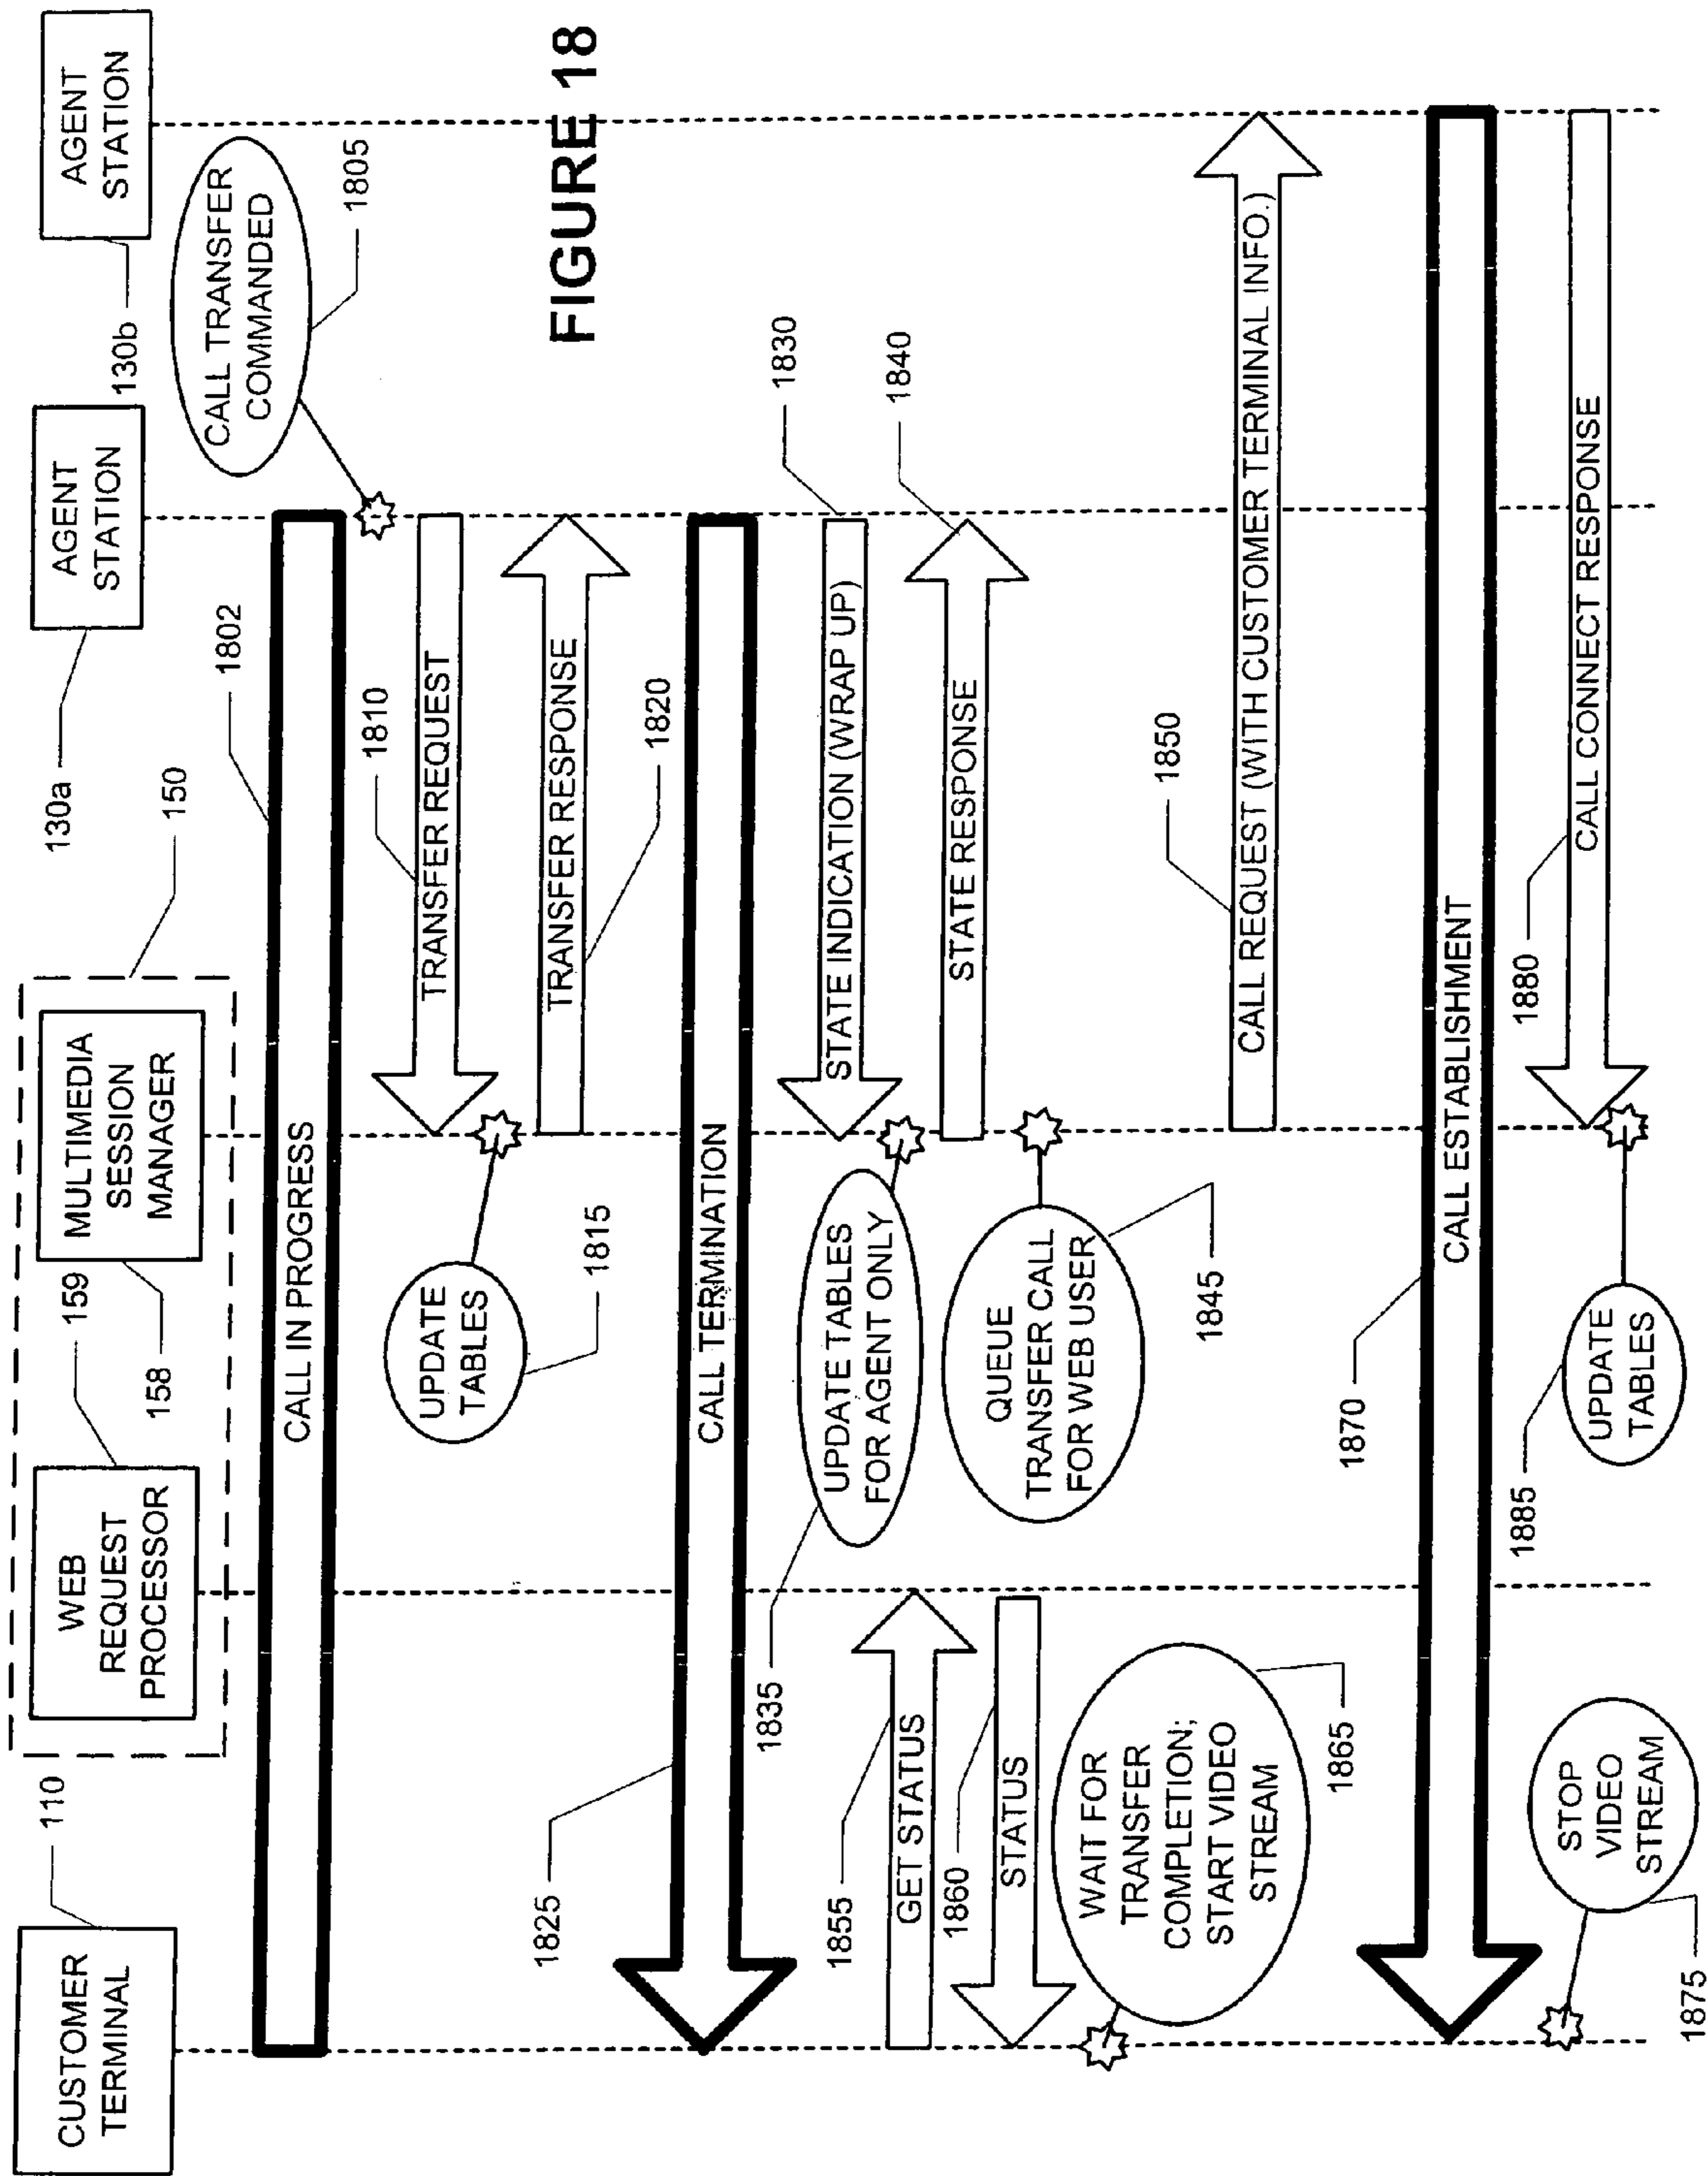 CUSTOMER
TERMINAL
110
WEB
REQUEST
PROCESSOR
159
MULTIMEDIA
SESSION
MANAGER
158
150
AGENT
STATION
130a
AGENT
STATION
130b
CALL IN PROGRESS
1802
CALL TRANSFER
COMMANDED
1805
TRANSFER REQUEST
1810
UPDATE
TABLES
1815
TRANSFER RESPONSE
1820
FIGURE 18
CALL TERMINATION
1825
STATE INDICATION (WRAP UP)
1830
UPDATE TABLES
FOR AGENT ONLY
1835
STATE RESPONSE
1840
QUEUE
TRANSFER CALL
FOR WEB USER
1845
GET STATUS
1855
STATUS
1860
WAIT FOR
TRANSFER
COMPLETION;
START VIDEO
STREAM
1865
CALL REQUEST (WITH CUSTOMER TERMINAL INFO.)
1850
CALL ESTABLISHMENT
1870
STOP
VIDEO
STREAM
1875
CALL CONNECT RESPONSE
1880
UPDATE
TABLES
1885